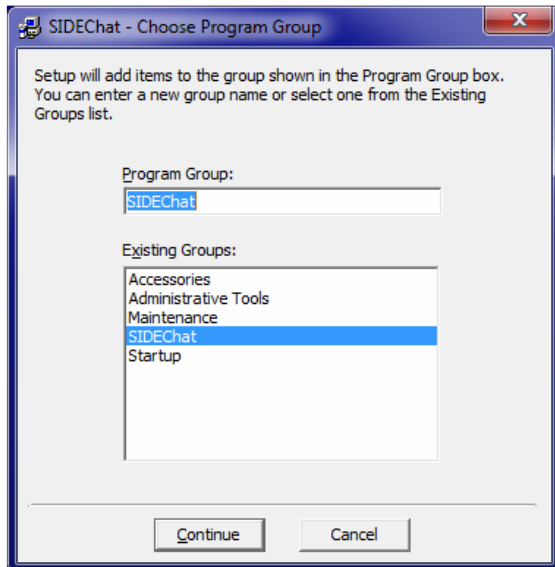 SIDEChat - Choose Program Group
Setup will add items to the group shown in the Program Group box.
You can enter a new group name or select one from the Existing
Groups list.
Program Group:
SIDEChat
Existing Groups:
Accessories
Administrative Tools
Maintenance
SIDEChat
Startup
Continue
Cancel